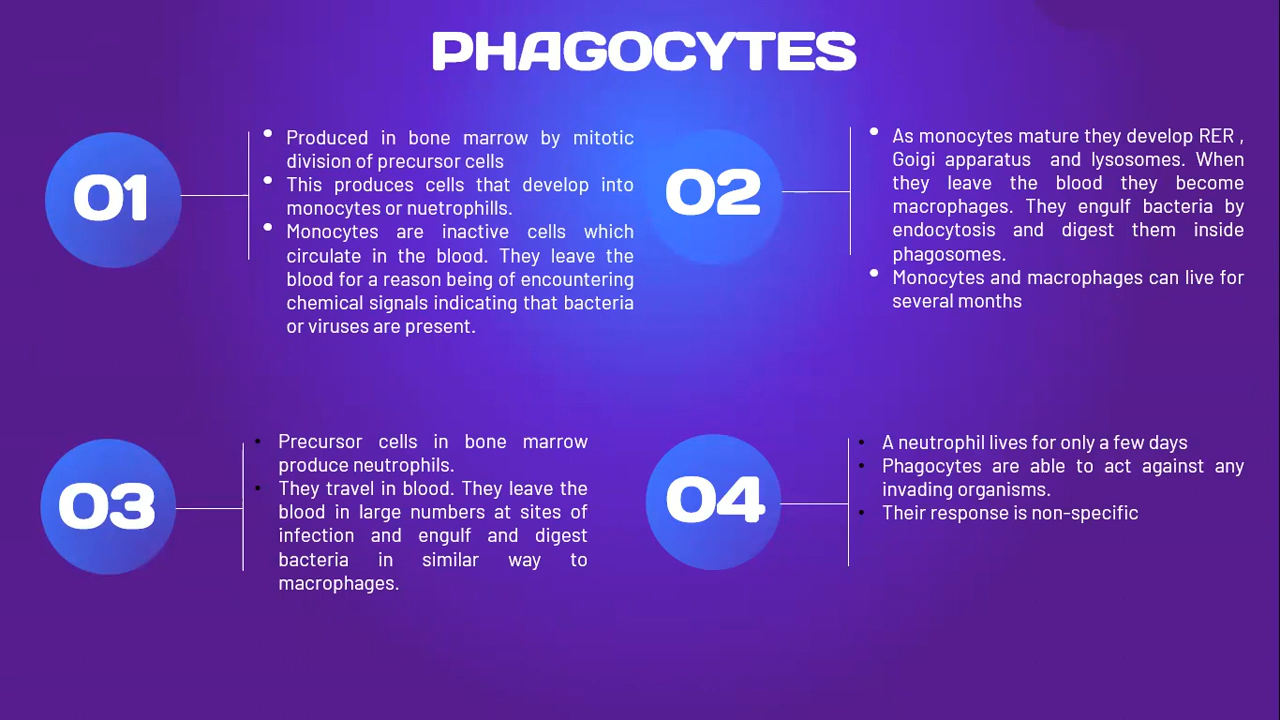 PHAGOCYTES
01
Produced in bone marrow by mitotic
division of precursor cells
This produces cells that develop into
monocytes or nuetrophills.
Monocytes are inactive cells which
circulate in the blood. They leave the
blood for a reason being of encountering
chemical signals indicating that bacteria
or viruses are present.
02
As monocytes mature they develop RER ,
Goigi apparatus and lysosomes. When
they leave the blood they become
macrophages. They engulf bacteria by
endocytosis and digest them inside
phagosomes.
Monocytes and macrophages can live for
several months
03
Precursor cells in bone marrow
produce neutrophils.
They travel in blood. They leave the
blood in large numbers at sites of
infection and engulf and digest
bacteria in similar way to
macrophages.
04
A neutrophil lives for only a few days
Phagocytes are able to act against any
invading organisms.
Their response is non-specific